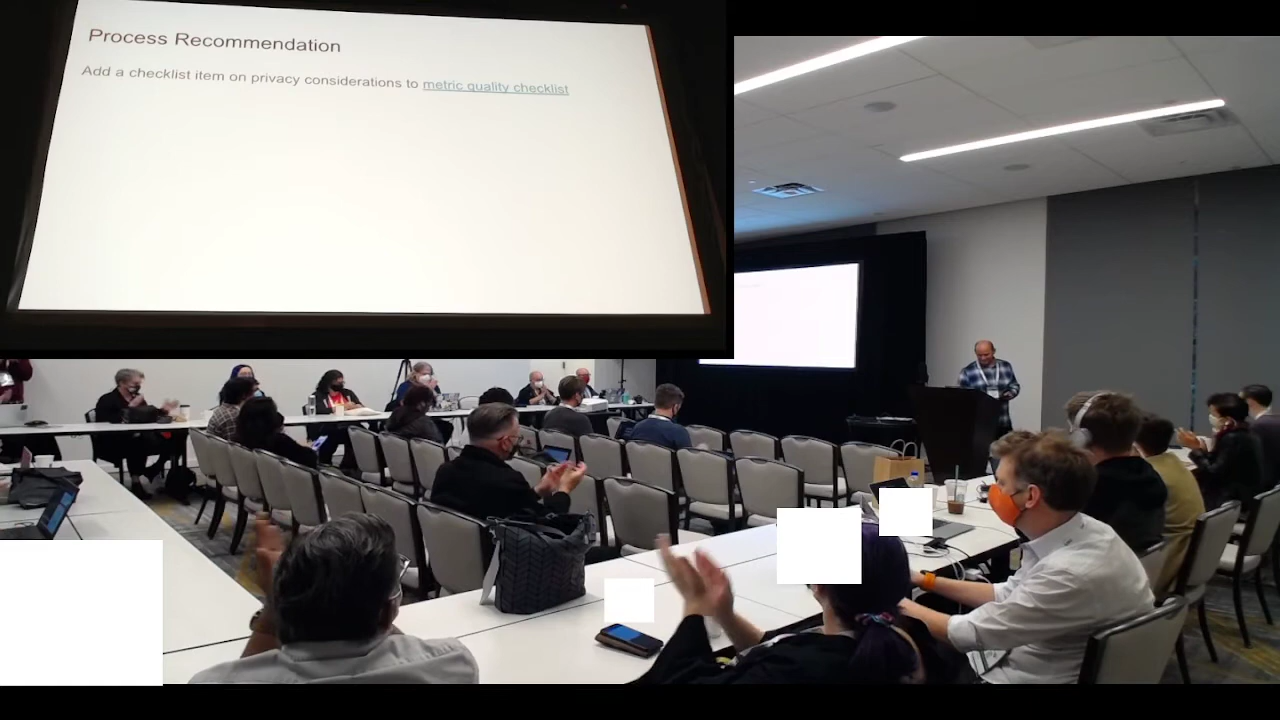 Process Recommendation
Add a checklist item on privacy considerations to metric quality checklist